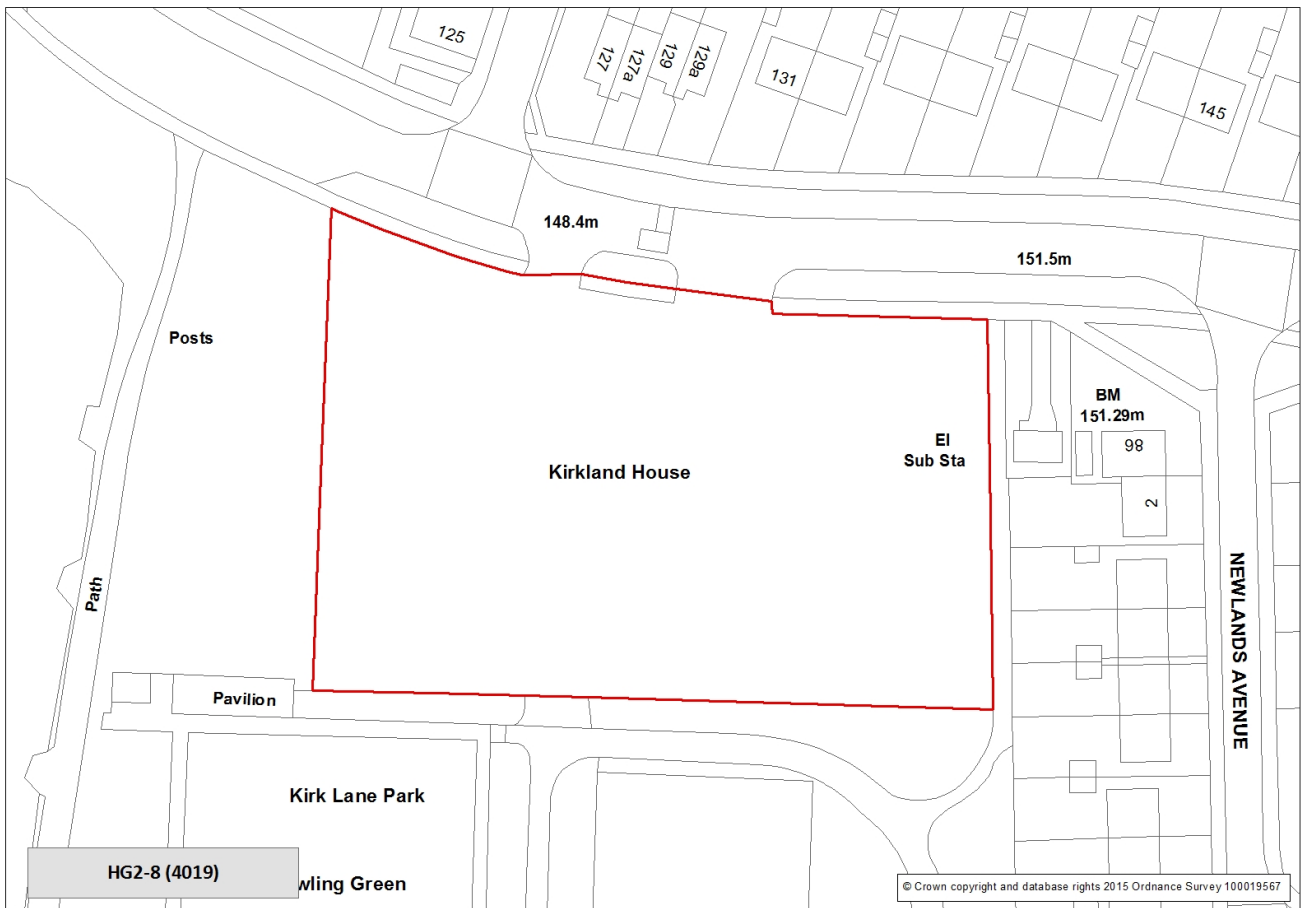 125
127
127a
129
129a
131
145
148.4m
151.5m
Posts
BM
151.29m
El
Sub Sta
98
Kirkland House
2
Path
NEWLANDS AVENUE
Pavilion
Kirk Lane Park
HG2-8 (4019)
wling Green
© Crown copyright and database rights 2015 Ordnance Survey 100019567